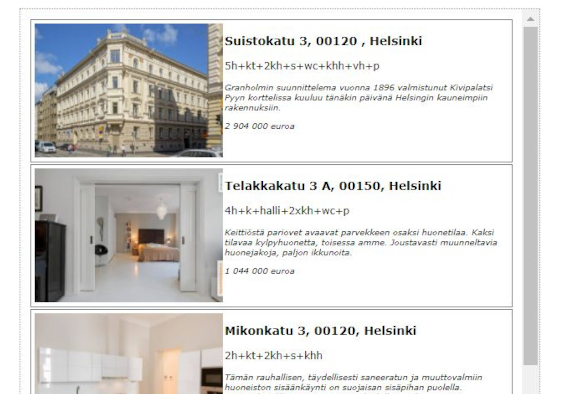 Suistokatu 3, 00120 , Helsinki
5h+kt+2kh+s+wc+khh+vh+p
Granholmin suunnittelema vuonna 1896 valmistunut Kivipalatsi
Pyyn korttelissa kuuluu tänäkin päivänä Helsingin kauneimpiin
rakennuksiin.
2 904 000 euroa
Telakkakatu 3 A, 00150, Helsinki
4h+k+halli+2xkh+wc+p
Keittiöstä pariovet avaavat parvekkeen osaksi huonetilaa. Kaksi
tilavaa kylpyhuonetta, toisessa amme. Joustavasti muunneltavia
huonejakoja, paljon ikkunoita.
1 044 000 euroa
Mikonkatu 3, 00120, Helsinki
2h+kt+2kh+s+khh
Tämän rauhallisen, täydellisesti saneeratun ja muuttovalmiin
huoneiston sisäänkäynti on suojaisan sisäpihan puolella.